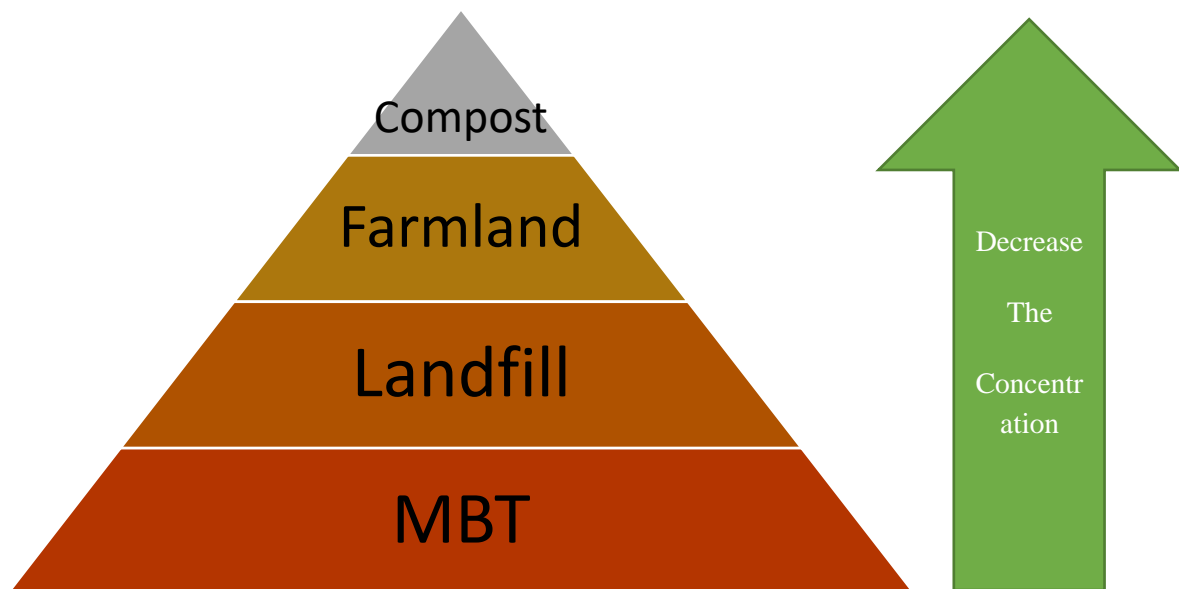 Compost
Farmland
Landfill
MBT
Decrease
The
Concentr
ation